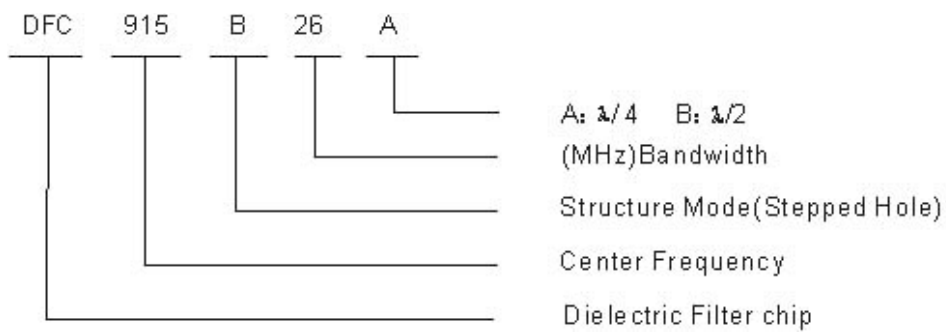 DFC 915 B 26 A
A: λ/4 B: λ/2
(MHz)Bandwidth
Structure Mode(Stepped Hole)
Center Frequency
Dielectric Filter chip